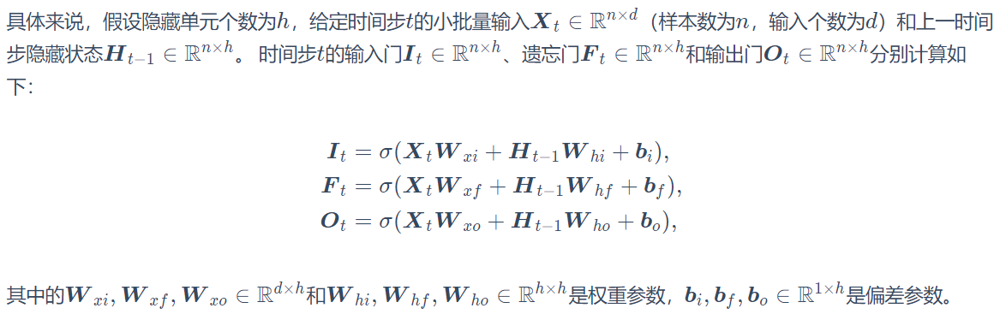 具体来说，假设隐藏单元个数为$h$，给定时间步$t$的小批量输入$\boldsymbol{X}_t \in \mathbb{R}^{n \times d}$（样本数为$n$，输入个数为$d$）和上一时间
步隐藏状态$\boldsymbol{H}_{t-1} \in \mathbb{R}^{n \times h}$。 时间步$t$的输入门$\boldsymbol{I}_t \in \mathbb{R}^{n \times h}$、遗忘门$\boldsymbol{F}_t \in \mathbb{R}^{n \times h}$和输出门$\boldsymbol{O}_t \in \mathbb{R}^{n \times h}$分别计算如
下：
$\boldsymbol{I}_t = \sigma(\boldsymbol{X}_t \boldsymbol{W}_{xi} + \boldsymbol{H}_{t-1} \boldsymbol{W}_{hi} + \boldsymbol{b}_i),$
$\boldsymbol{F}_t = \sigma(\boldsymbol{X}_t \boldsymbol{W}_{xf} + \boldsymbol{H}_{t-1} \boldsymbol{W}_{hf} + \boldsymbol{b}_f),$
$\boldsymbol{O}_t = \sigma(\boldsymbol{X}_t \boldsymbol{W}_{xo} + \boldsymbol{H}_{t-1} \boldsymbol{W}_{ho} + \boldsymbol{b}_o),$
其中的$\boldsymbol{W}_{xi}, \boldsymbol{W}_{xf}, \boldsymbol{W}_{xo} \in \mathbb{R}^{d \times h}$和$\boldsymbol{W}_{hi}, \boldsymbol{W}_{hf}, \boldsymbol{W}_{ho} \in \mathbb{R}^{h \times h}$是权重参数，$\boldsymbol{b}_i, \boldsymbol{b}_f, \boldsymbol{b}_o \in \mathbb{R}^{1 \times h}$是偏差参数。